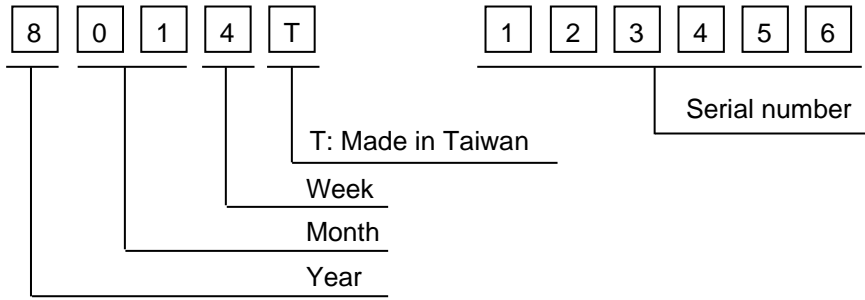 8 0 1 4 T 1 2 3 4 5 6
Serial number
T: Made in Taiwan
Week
Month
Year